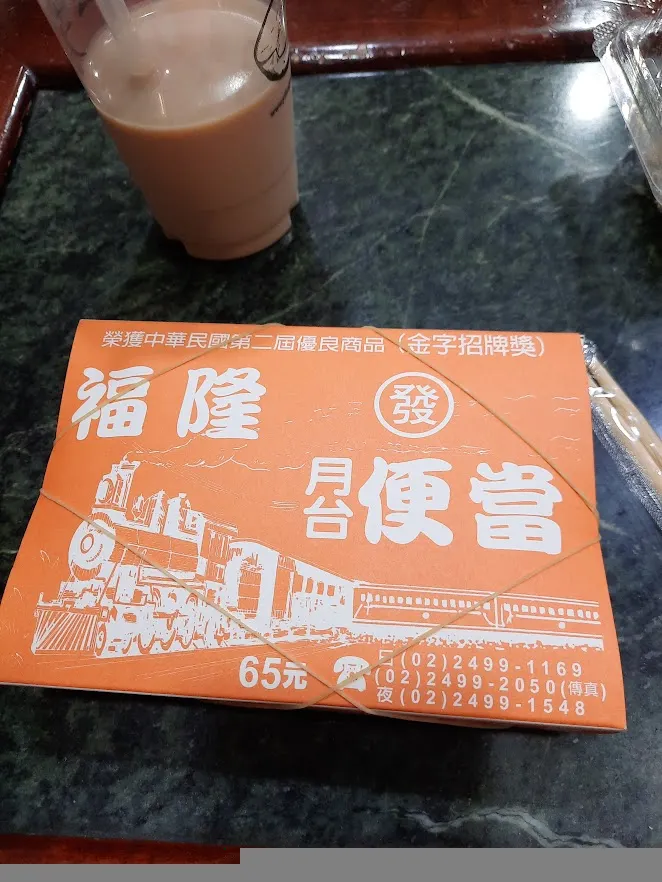 榮獲中華民國第二屆優良商品（金字招牌獎）
福隆 發
月台便當
65元
日(02)2499-1169
(02)2499-2050(傳真)
夜(02)2499-1548